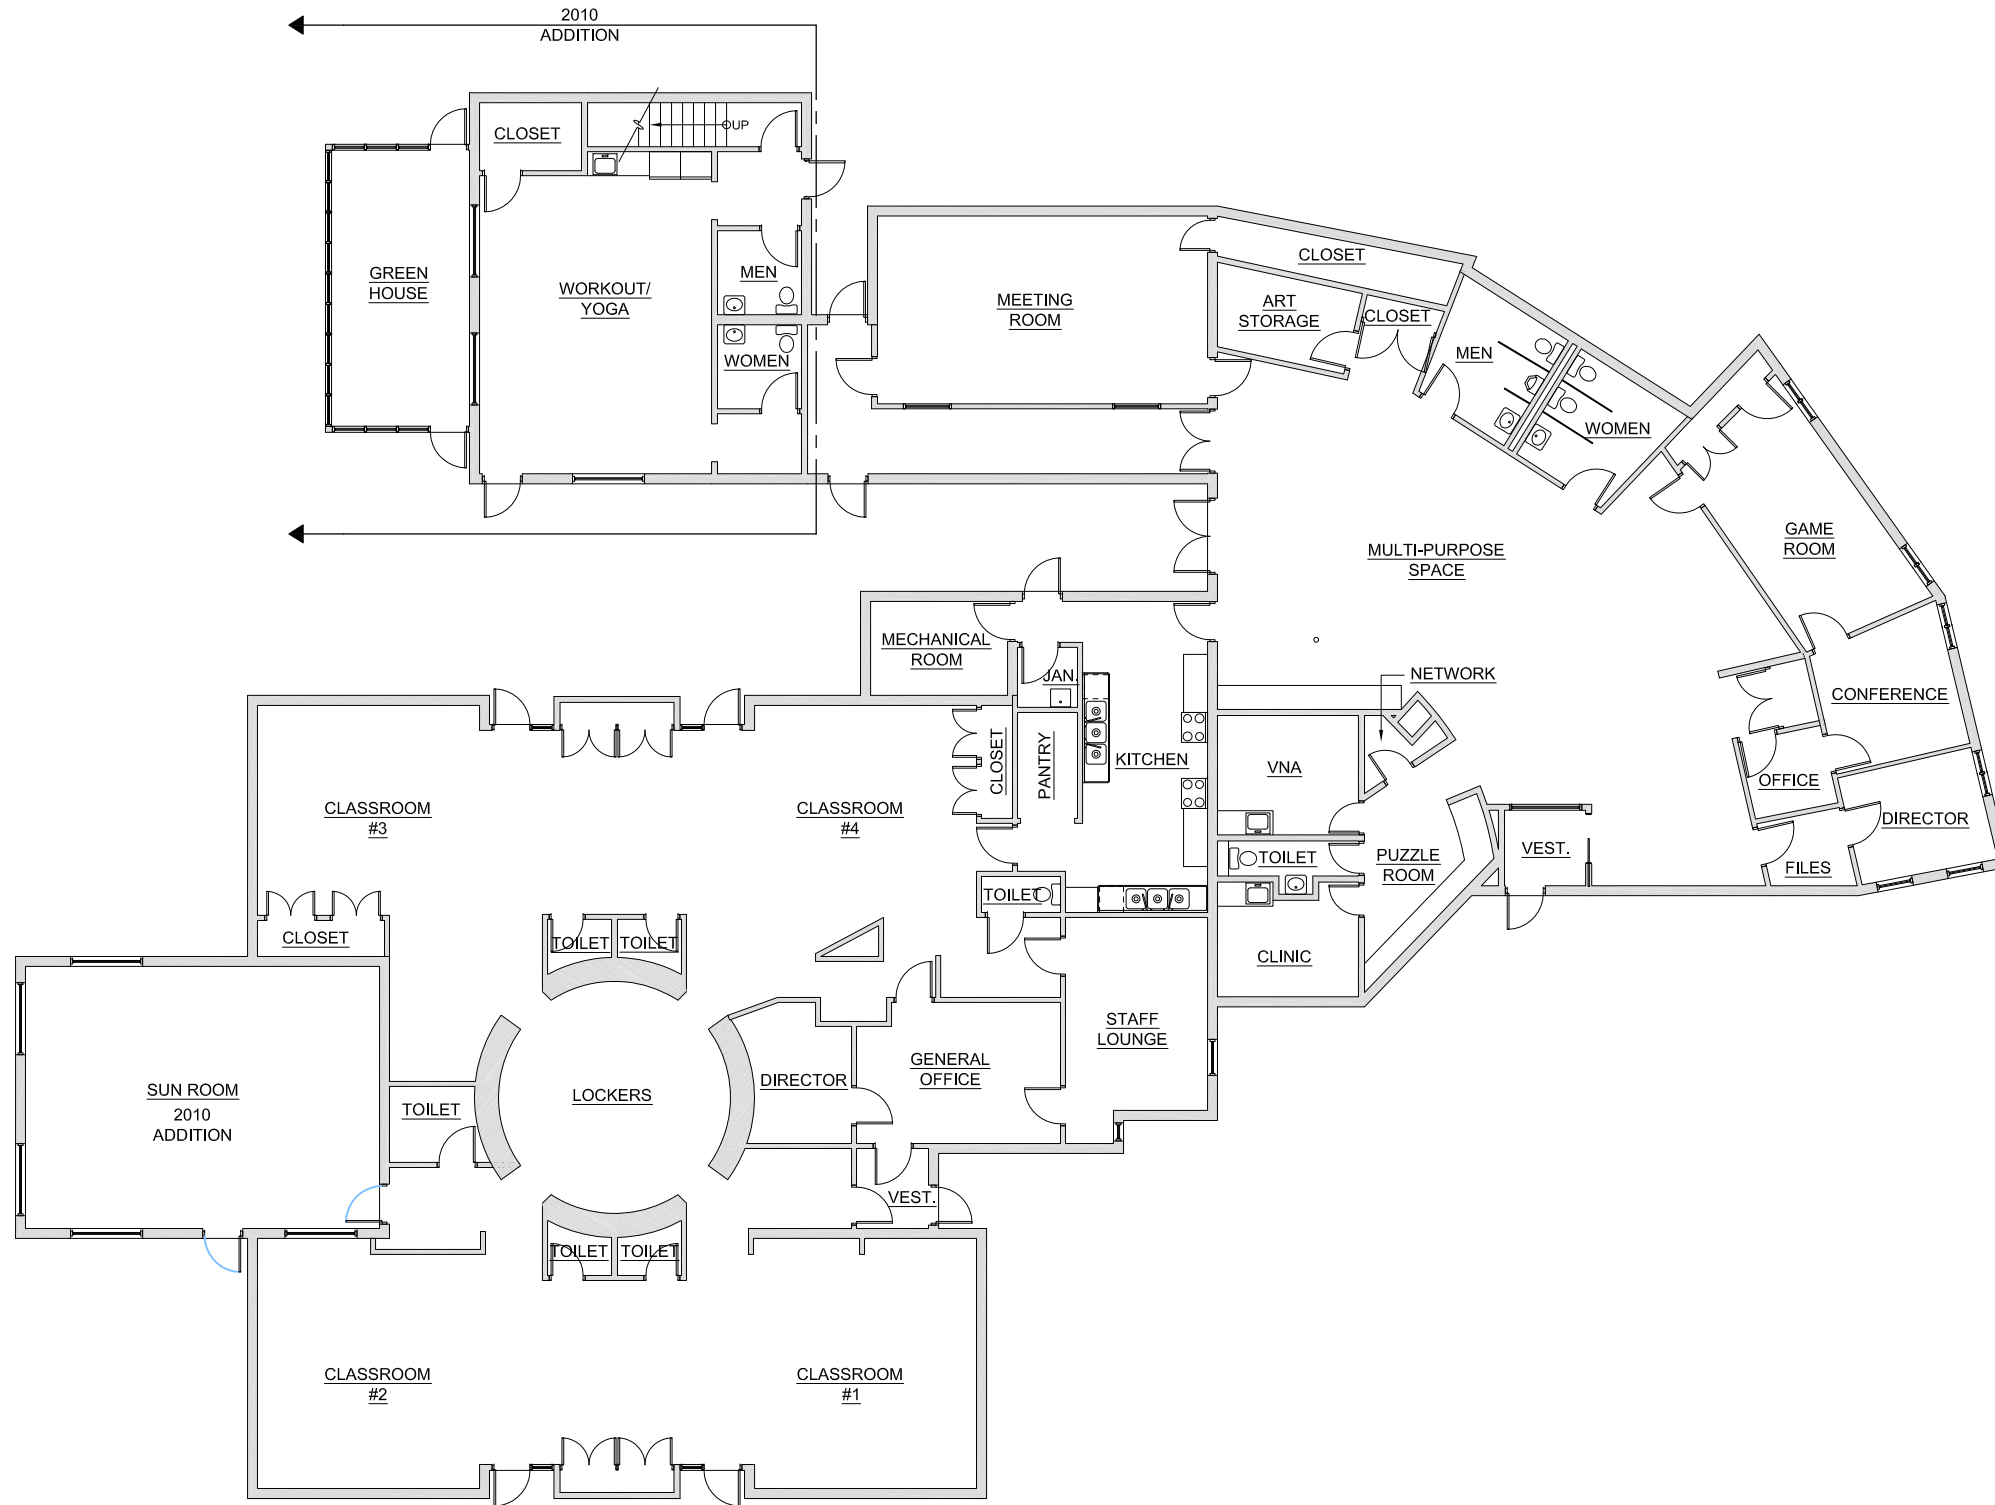 2010
ADDITION
CLOSET
UP
GREEN
HOUSE
WORKOUT/
YOGA
MEN
WOMEN
MEETING
ROOM
CLOSET
ART
STORAGE
CLOSET
MEN
WOMEN
GAME
ROOM
MULTI-PURPOSE
SPACE
MECHANICAL
ROOM
JAN.
NETWORK
CONFERENCE
CLOSET
PANTRY
KITCHEN
VNA
OFFICE
CLASSROOM
#3
CLASSROOM
#4
DIRECTOR
TOILET
PUZZLE
ROOM
VEST.
FILES
TOILET
CLOSET
TOILET
TOILET
CLINIC
STAFF
LOUNGE
GENERAL
OFFICE
DIRECTOR
LOCKERS
SUN ROOM
2010
ADDITION
TOILET
VEST.
TOILET
TOILET
CLASSROOM
#2
CLASSROOM
#1